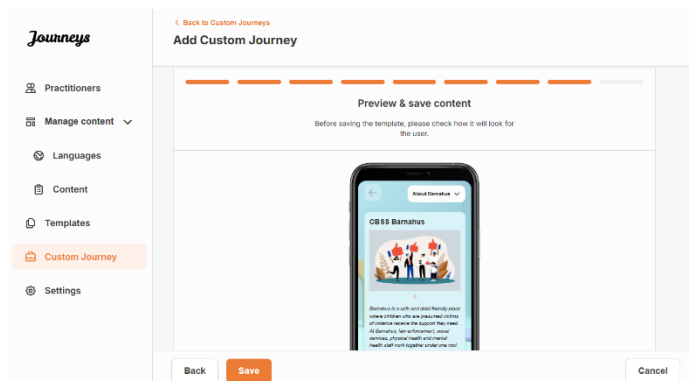 Journeys
Practitioners
Manage content
Languages
Content
Templates
Custom Journey
Settings
Back to Custom Journeys
Add Custom Journey
Preview & save content
Before saving the template, please check how it will look for
the user.
About Barnahus
CBSS Barnahus
Barnahus is a safe and child friendly place
where children who are presumed victims
of violence receive the support they need.
At Barnahus, law enforcement, social
services, physical health and mental
health staff work together under one roof.
Back
Save
Cancel